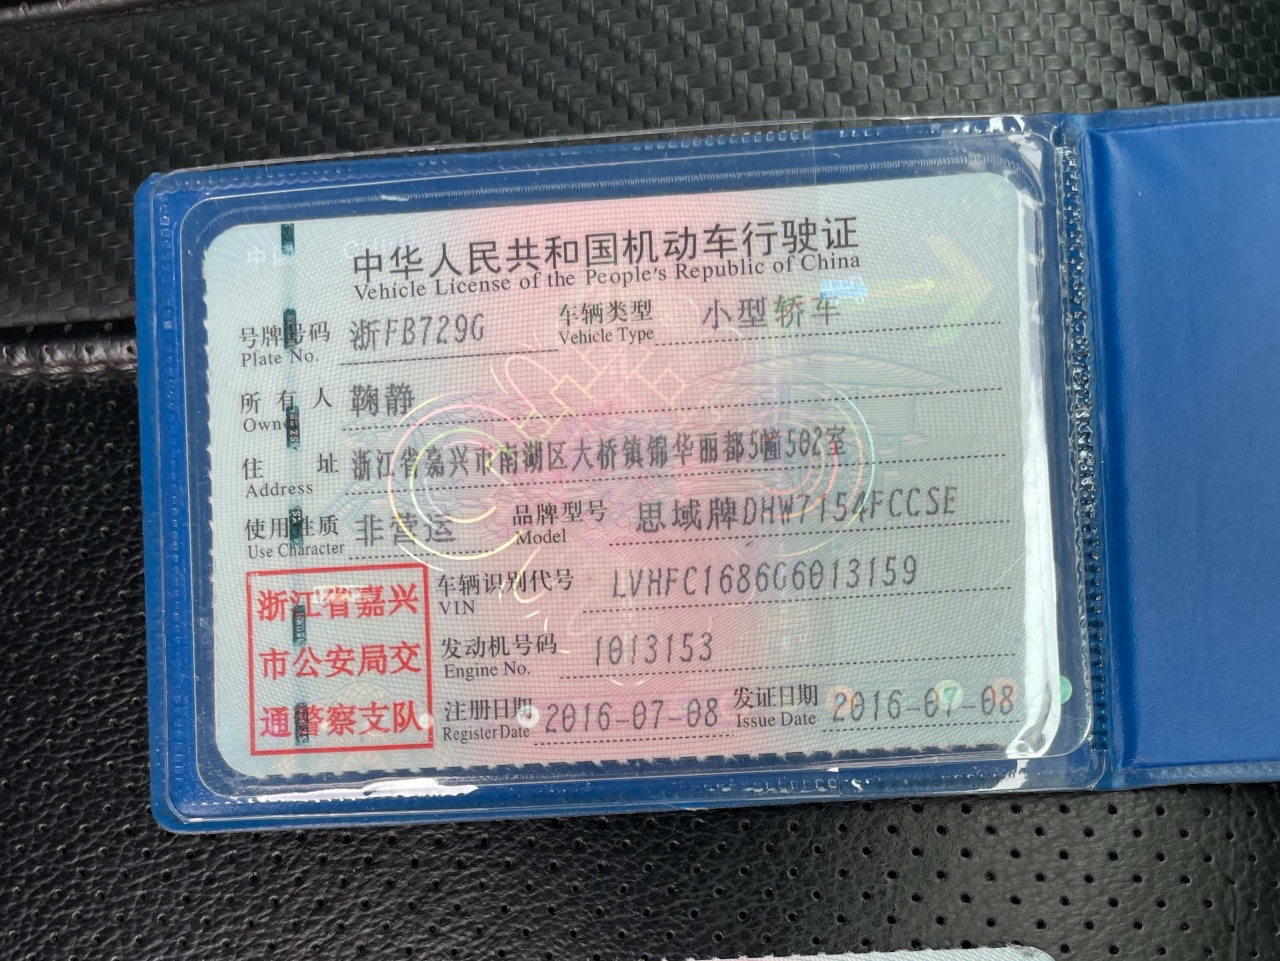 中华人民共和国机动车行驶证
Vehicle License of the People's Republic of China
号牌号码 浙FB729G 车辆类型 小型轿车
Plate No. Vehicle Type
所有人 鞠静
Owner
住址 浙江省嘉兴市南湖区大桥镇锦华丽都5幢502室
Address
使用性质 非营运 品牌型号 思域牌DHW7154FCCSE
Use Character Model
浙江省嘉兴
市公安局交
通警察支队
车辆识别代号 LVHFC1686G6013159
VIN
发动机号码 1013153
Engine No.
注册日期 2016-07-08 发证日期 2016-07-08
Register Date Issue Date